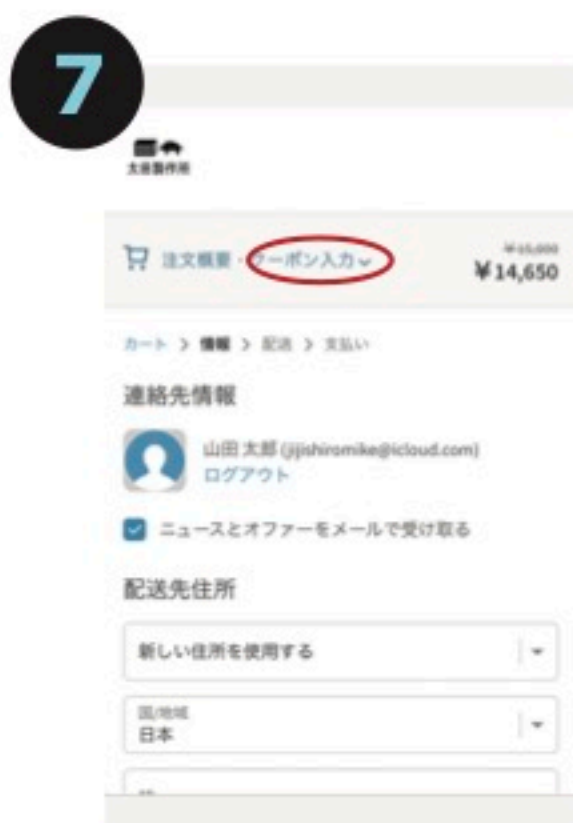 7
太田製作所
注文概要・クーポン入力
¥15,000
¥14,650
カート > 情報 > 配送 > 支払い
連絡先情報
山田 太郎 (jijishiromike@icloud.com)
ログアウト
ニュースとオファーをメールで受け取る
配送先住所
新しい住所を使用する
国/地域
日本